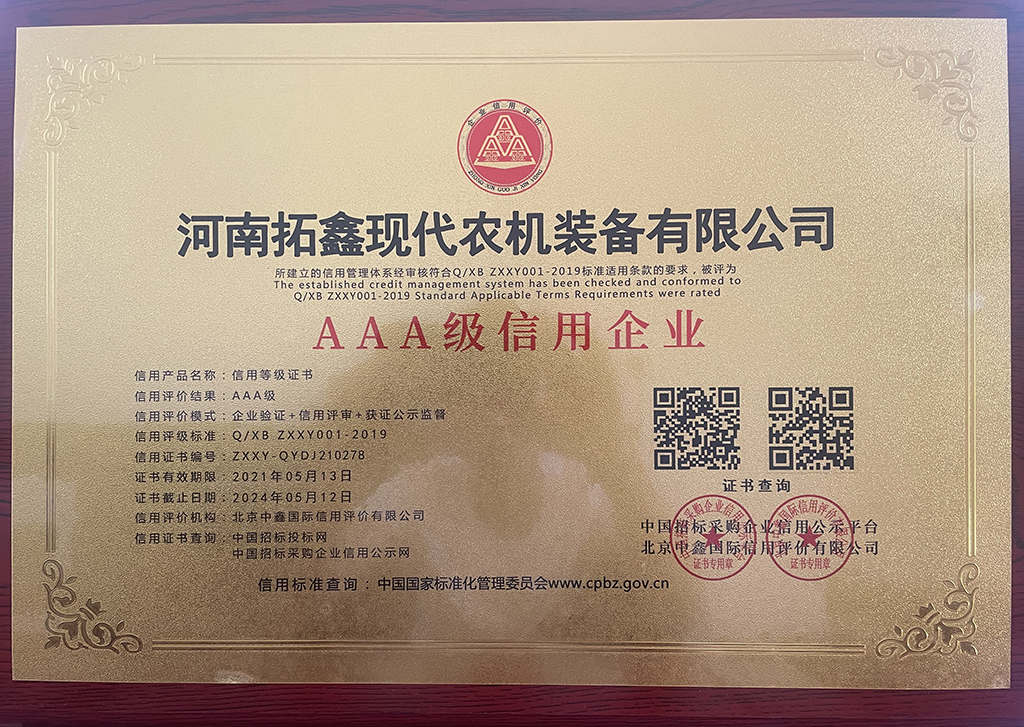 企业信用评价
ZHONG XIN GUO JI XIN YONG
河南拓鑫现代农机装备有限公司
所建立的信用管理体系经审核符合Q/XB ZXXY001-2019标准适用条款的要求，被评为
The established credit management system has been checked and conformed to
Q/XB ZXXY001-2019 Standard Applicable Terms Requirements were rated
AAA级信用企业
信用产品名称：信用等级证书
信用评价结果：AAA级
信用评价模式：企业验证+信用评审+获证公示监督
信用评级标准：Q/XB ZXXY001-2019
信用证书编号：ZXXY-QYDJ210278
证书有效期限：2021年05月13日
证书截止日期：2024年05月12日
信用评价机构：北京中鑫国际信用评价有限公司
信用证书查询：中国招标投标网
中国招标采购企业信用公示网
证书查询
中国招标采购企业信用公示平台
北京中鑫国际信用评价有限公司
证书专用章
证书专用章
信用标准查询：中国国家标准化管理委员会www.cpbz.gov.cn